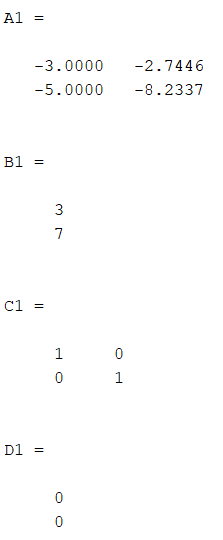 A1 =
-3.0000 -2.7446
-5.0000 -8.2337
B1 =
3
7
C1 =
1 0
0 1
D1 =
0
0